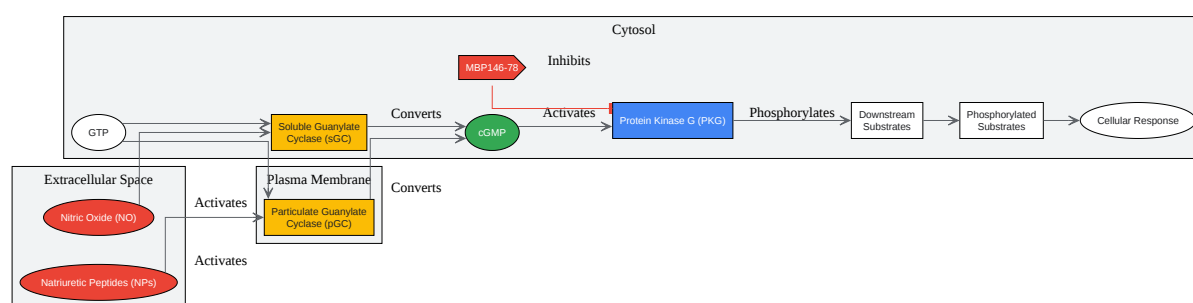 Cytosol
MBP146-78
Inhibits
GTP
Soluble Guanylate
Cyclase (sGC)
Converts
cGMP
Activates
Protein Kinase G (PKG)
Phosphorylates
Downstream
Substrates
Phosphorylated
Substrates
Cellular Response
Extracellular Space
Plasma Membrane
Converts
Nitric Oxide (NO)
Activates
Particulate Guanylate
Cyclase (pGC)
Activates
Natriuretic Peptides (NPs)